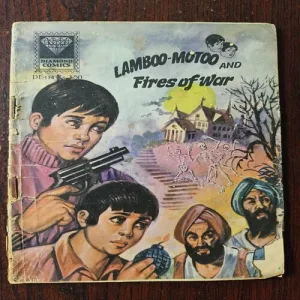 DIAMOND
COMICS
LAMBOO-MOTOO AND
Fires of War